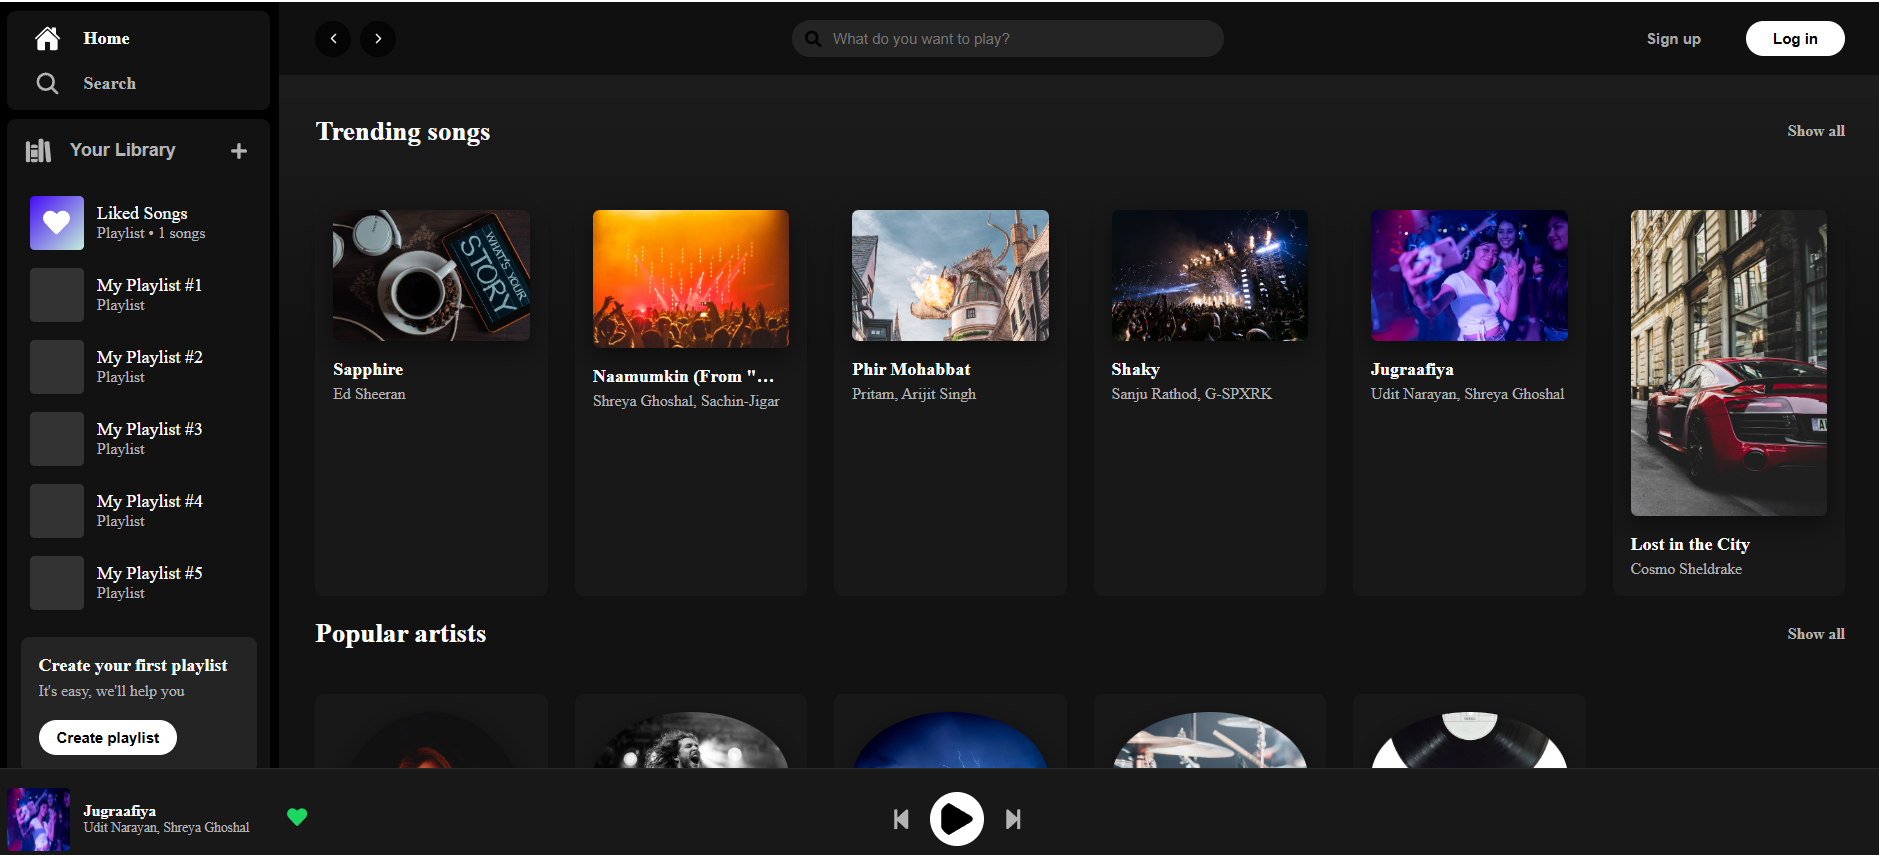 Home
Search
Your Library
Liked Songs
Playlist • 1 songs
My Playlist #1
Playlist
My Playlist #2
Playlist
My Playlist #3
Playlist
My Playlist #4
Playlist
My Playlist #5
Playlist
Create your first playlist
It's easy, we'll help you
Create playlist
What do you want to play?
Sign up
Log in
Trending songs
Show all
WHAT'S YOUR
STORY
Sapphire
Ed Sheeran
Naamumkin (From "...
Shreya Ghoshal, Sachin-Jigar
Phir Mohabbat
Pritam, Arijit Singh
Shaky
Sanju Rathod, G-SPXRK
Jugraafiya
Udit Narayan, Shreya Ghoshal
Lost in the City
Cosmo Sheldrake
Popular artists
Show all
Jugraafiya
Udit Narayan, Shreya Ghoshal